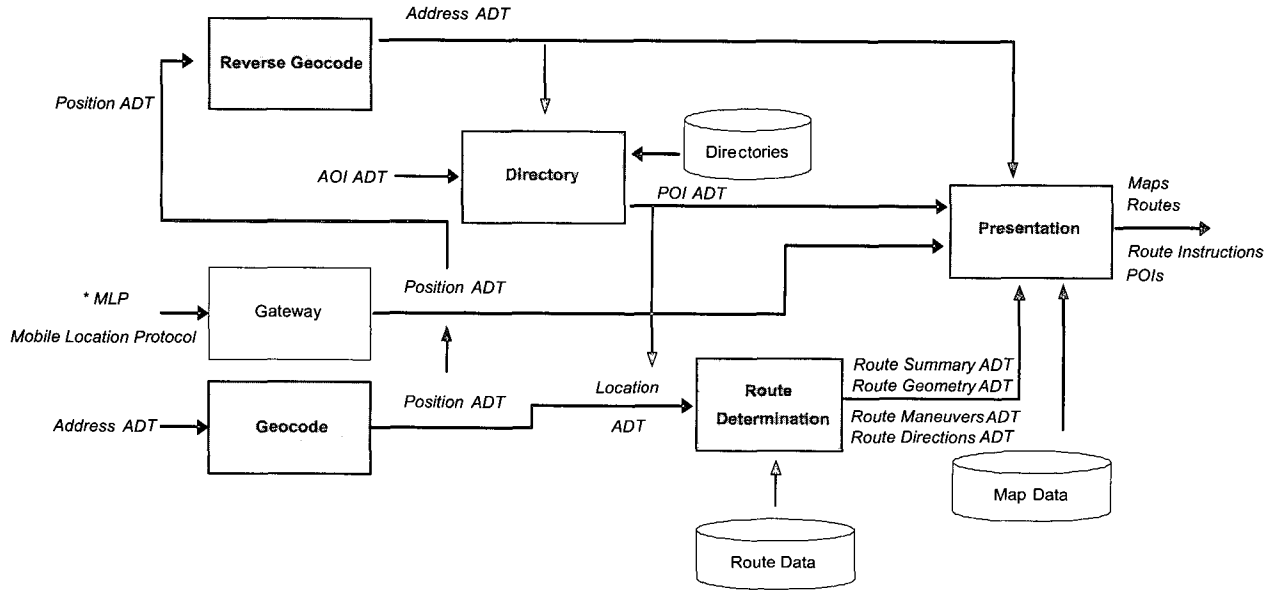 Address ADT
Reverse Geocode
Position ADT
Directories
AOI ADT
Directory
POI ADT
Maps
Routes
Presentation
Route Instructions
POIs
* MLP
Mobile Location Protocol
Gateway
Position ADT
Address ADT
Geocode
Position ADT
Location
ADT
Route
Determination
Route Summary ADT
Route Geometry ADT
Route Maneuvers ADT
Route Directions ADT
Map Data
Route Data